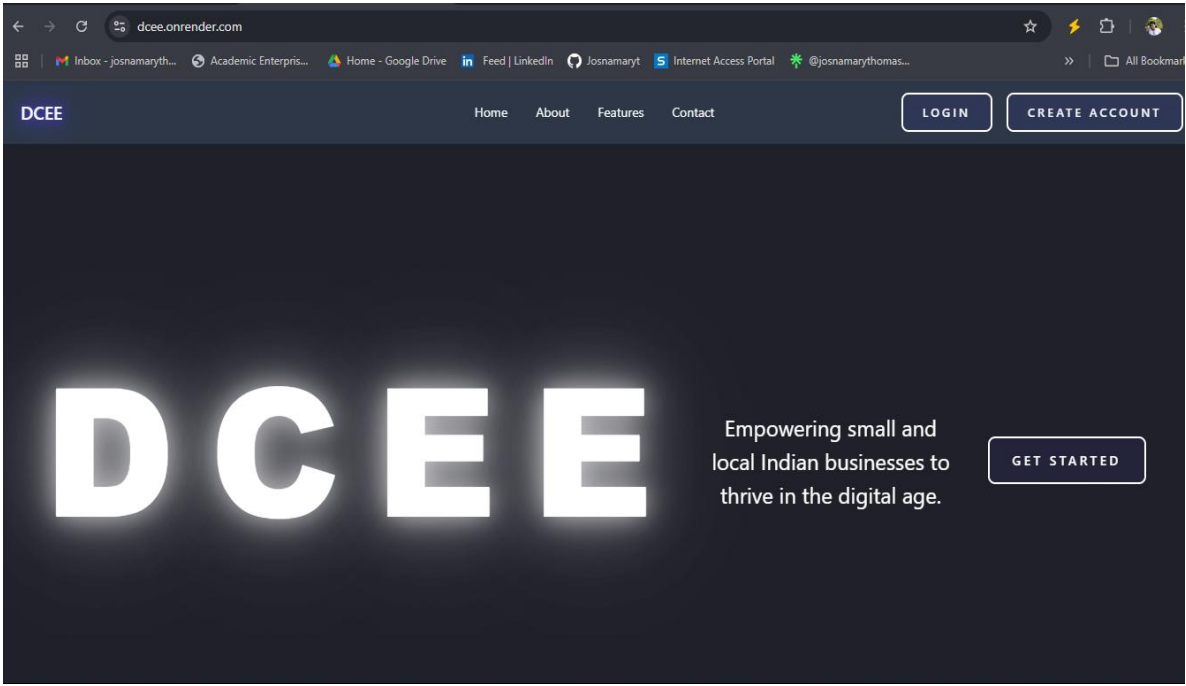 dcee.onrender.com
Inbox - josnamaryth... Academic Enterpris... Home - Google Drive in Feed | LinkedIn Josnamaryt S Internet Access Portal @josnamarythomas... » All Bookmark
DCEE Home About Features Contact LOGIN CREATE ACCOUNT
DCEE
Empowering small and
local Indian businesses to
thrive in the digital age.
GET STARTED